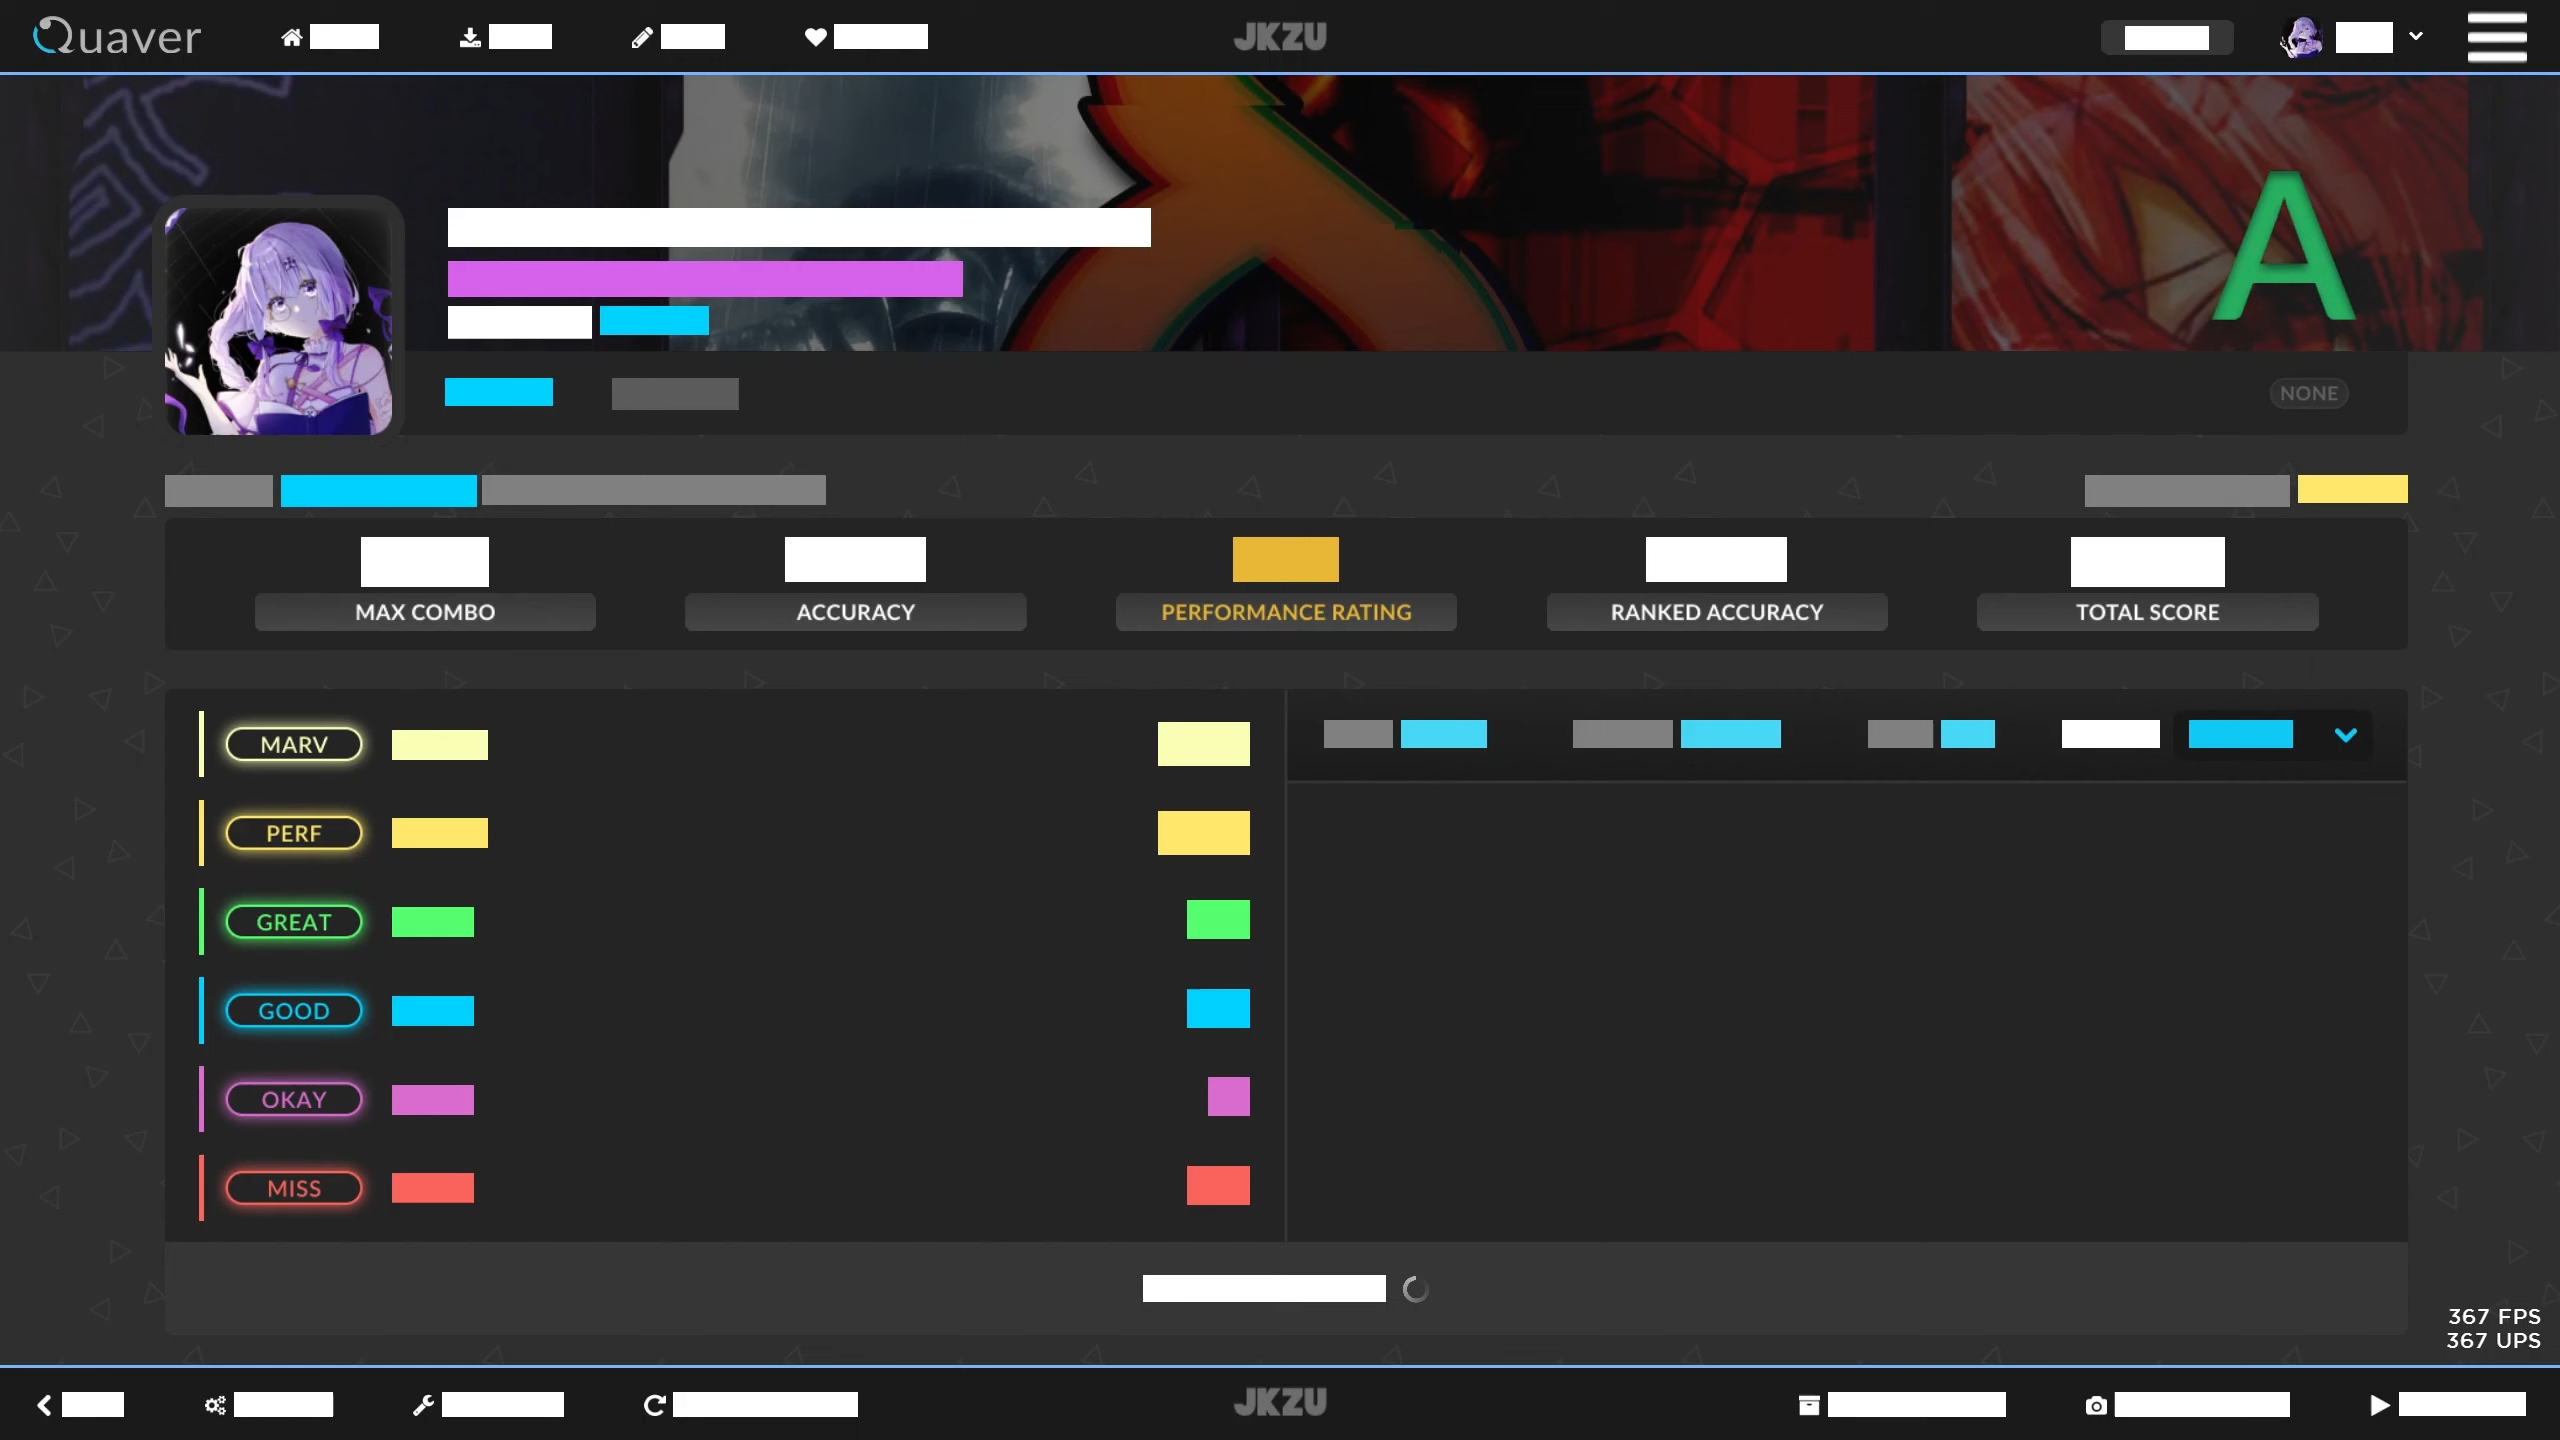 Quaver
JKZU
A
NONE
MAX COMBO
ACCURACY
PERFORMANCE RATING
RANKED ACCURACY
TOTAL SCORE
MARV
PERF
GREAT
GOOD
OKAY
MISS
367 FPS
367 UPS
JKZU